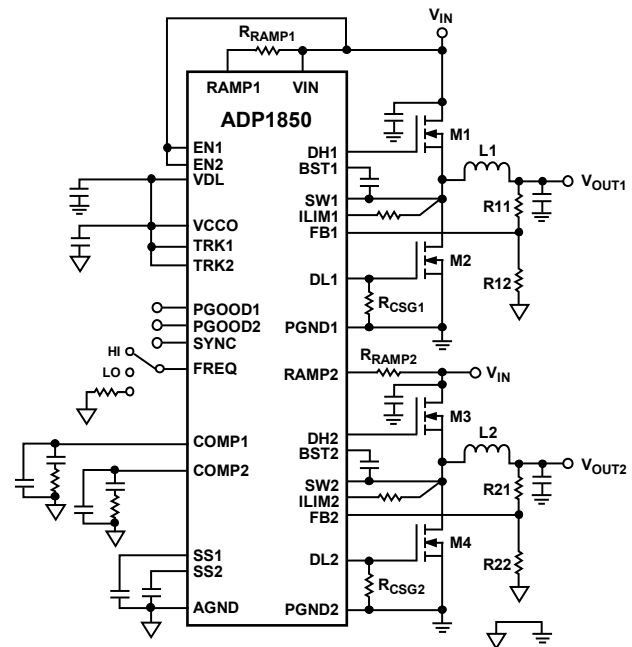 VIN
RRAMP1
RAMP1 VIN
ADP1850
EN1
EN2
VDL
VCCO
TRK1
TRK2
PGOOD1
PGOOD2
SYNC
HI
LO
FREQ
COMP1
COMP2
SS1
SS2
AGND
DH1
BST1
SW1
ILIM1
FB1
DL1
PGND1
RAMP2
DH2
BST2
SW2
ILIM2
FB2
DL2
PGND2
M1
L1
VOUT1
R11
M2
R12
RCSG1
RRAMP2
VIN
M3
L2
VOUT2
R21
M4
R22
RCSG2